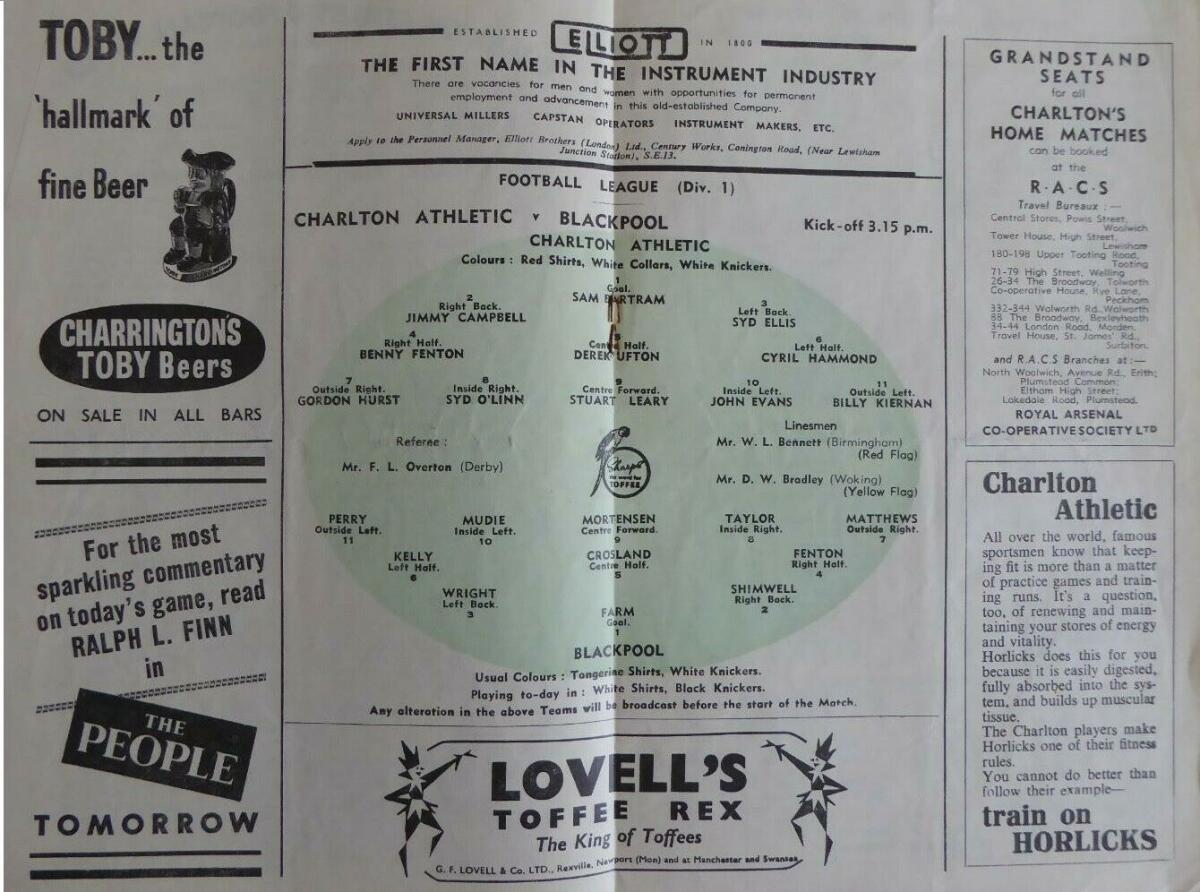 TOBY...the
'hallmark' of
fine Beer
CHARRINGTON'S
TOBY Beers
ON SALE IN ALL BARS
For the most
sparkling commentary
on today's game, read
RALPH L. FINN
in
THE
PEOPLE
TOMORROW
ESTABLISHED ELLIOTT IN 1800
THE FIRST NAME IN THE INSTRUMENT INDUSTRY
There are vacancies for men and women with opportunities for permanent
employment and advancement in this old-established Company.
UNIVERSAL MILLERS CAPSTAN OPERATORS INSTRUMENT MAKERS, ETC.
Apply to the Personnel Manager, Elliott Brothers (London) Ltd., Century Works, Conington Road, (Near Lewisham
Junction Station), S.E.13.
FOOTBALL LEAGUE (Div. 1)
CHARLTON ATHLETIC v BLACKPOOL Kick-off 3.15 p.m.
CHARLTON ATHLETIC
Colours : Red Shirts, White Collars, White Knickers.
1
Goal.
SAM BARTRAM
2
Right Back.
JIMMY CAMPBELL
3
Left Back.
SYD ELLIS
4
Right Half.
BENNY FENTON
5
Centre Half.
DEREK UFTON
6
Left Half.
CYRIL HAMMOND
7
Outside Right.
GORDON HURST
8
Inside Right.
SYD O'LINN
9
Centre Forward.
STUART LEARY
10
Inside Left.
JOHN EVANS
11
Outside Left.
BILLY KIERNAN
Referee :
Mr. F. L. Overton (Derby)
Sharps
the word for
TOFFEE
Linesmen
Mr. W. L. Bennett (Birmingham)
(Red Flag)
Mr. D. W. Bradley (Woking)
(Yellow Flag)
PERRY
Outside Left.
11
MUDIE
Inside Left.
10
MORTENSEN
Centre Forward.
9
TAYLOR
Inside Right.
8
MATTHEWS
Outside Right.
7
KELLY
Left Half.
6
CROSLAND
Centre Half.
5
FENTON
Right Half.
4
WRIGHT
Left Back.
3
SHIMWELL
Right Back.
2
FARM
Goal.
1
BLACKPOOL
Usual Colours : Tangerine Shirts, White Knickers.
Playing to-day in : White Shirts, Black Knickers.
Any alteration in the above Teams will be broadcast before the start of the Match.
LOVELL'S
TOFFEE REX
The King of Toffees
G. F. LOVELL & Co. LTD., Rexville, Newport (Mon) and at Manchester and Swansea
GRANDSTAND
SEATS
for all
CHARLTON'S
HOME MATCHES
can be booked
at the
R·A·C·S
Travel Bureaux :—
Central Stores, Powis Street,
Woolwich
Tower House, High Street,
Lewisham
180-198 Upper Tooting Road,
Tooting
71-79 High Street, Welling
26-34 The Broadway, Tolworth
Co-operative House, Rye Lane,
Peckham
332-344 Walworth Rd., Walworth
88 The Broadway, Bexleyheath
34-44 London Road, Morden.
Travel House, St. James' Rd.,
Surbiton.
and R.A.C.S Branches at :—
North Woolwich, Avenue Rd., Erith;
Plumstead Common;
Eltham High Street;
Lakedale Road, Plumstead.
ROYAL ARSENAL
CO-OPERATIVE SOCIETY LTD
Charlton
Athletic
All over the world, famous
sportsmen know that keep-
ing fit is more than a matter
of practice games and train-
ing runs. It's a question,
too, of renewing and main-
taining your stores of energy
and vitality.
Horlicks does this for you
because it is easily digested,
fully absorbed into the sys-
tem, and builds up muscular
tissue.
The Charlton players make
Horlicks one of their fitness
rules.
You cannot do better than
follow their example—
train on
HORLICKS